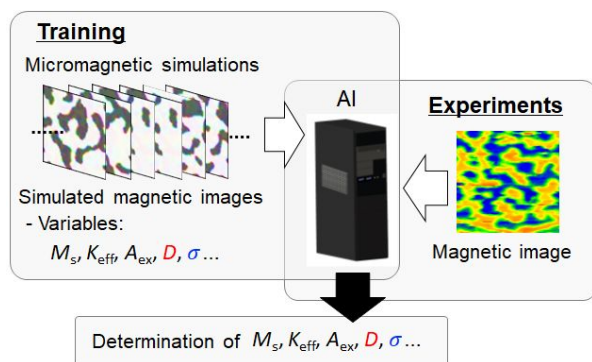 Training
Micromagnetic simulations
......
....
Simulated magnetic images
- Variables:
Ms, Keff, Aex, D, σ ...
AI
Experiments
Magnetic image
Determination of Ms, Keff, Aex, D, σ ...